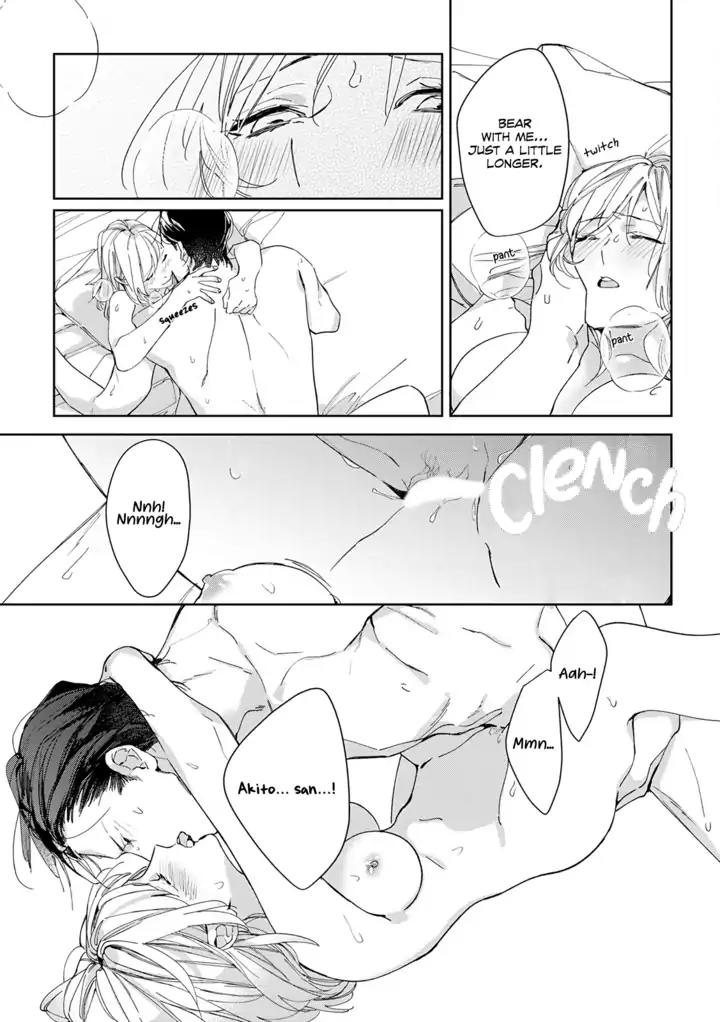 BEAR
WITH ME...
JUST A LITTLE
LONGER.
twitch
pant
pant
squeezes
Clench
Nnh!
Nnnngh...
Aah-!
Mmn...
Akito... san...!